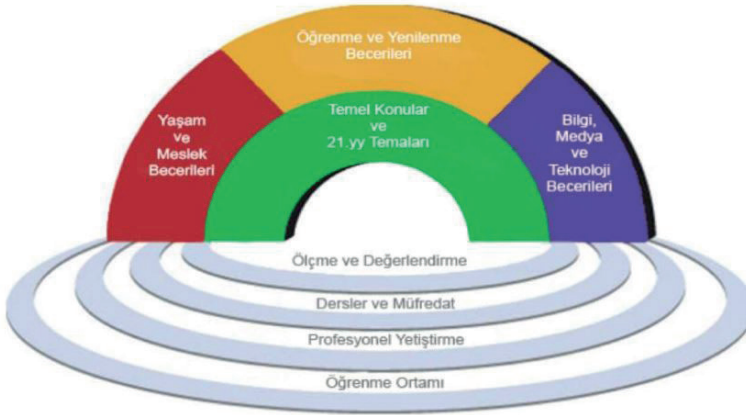 Öğrenme ve Yenilenme
Becerileri
Yaşam
ve
Meslek
Becerileri
Temel Konular
ve
21.yy Temaları
Bilgi,
Medya
ve
Teknoloji
Becerileri
Ölçme ve Değerlendirme
Dersler ve Müfredat
Profesyonel Yetiştirme
Öğrenme Ortamı